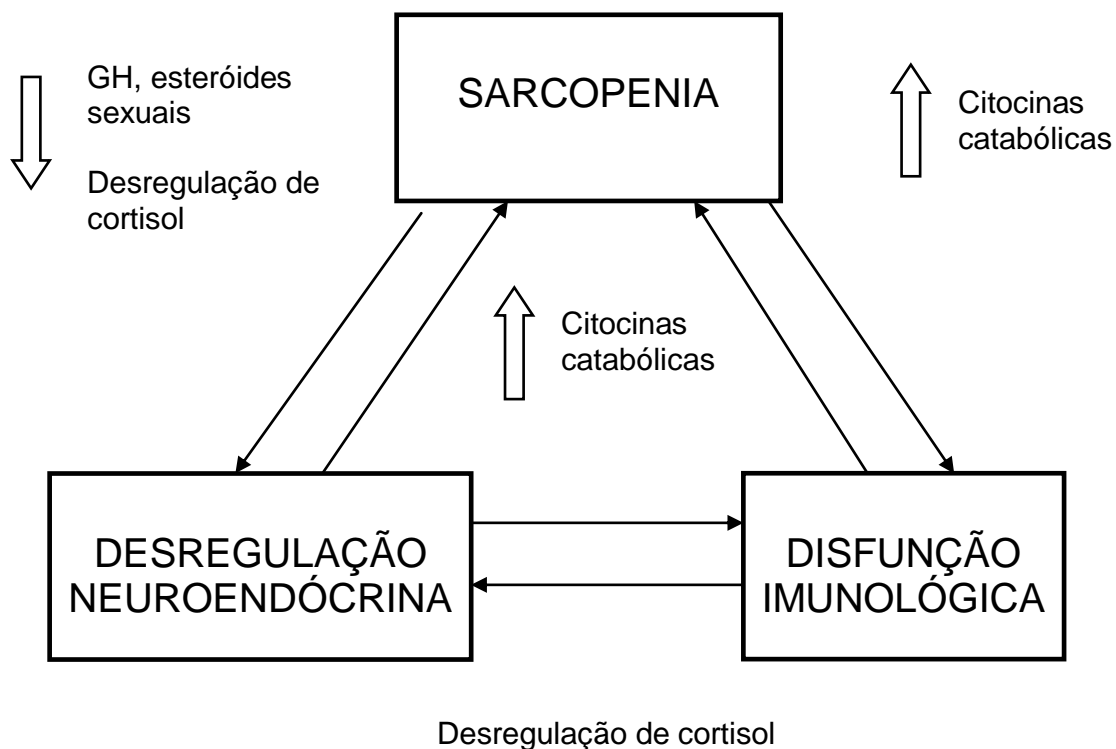 GH, esteróides
sexuais
Desregulação de
cortisol
SARCOPENIA
Citocinas
catabólicas
Citocinas
catabólicas
DESREGULAÇÃO
NEUROENDÓCRINA
DISFUNÇÃO
IMUNOLÓGICA
Desregulação de cortisol